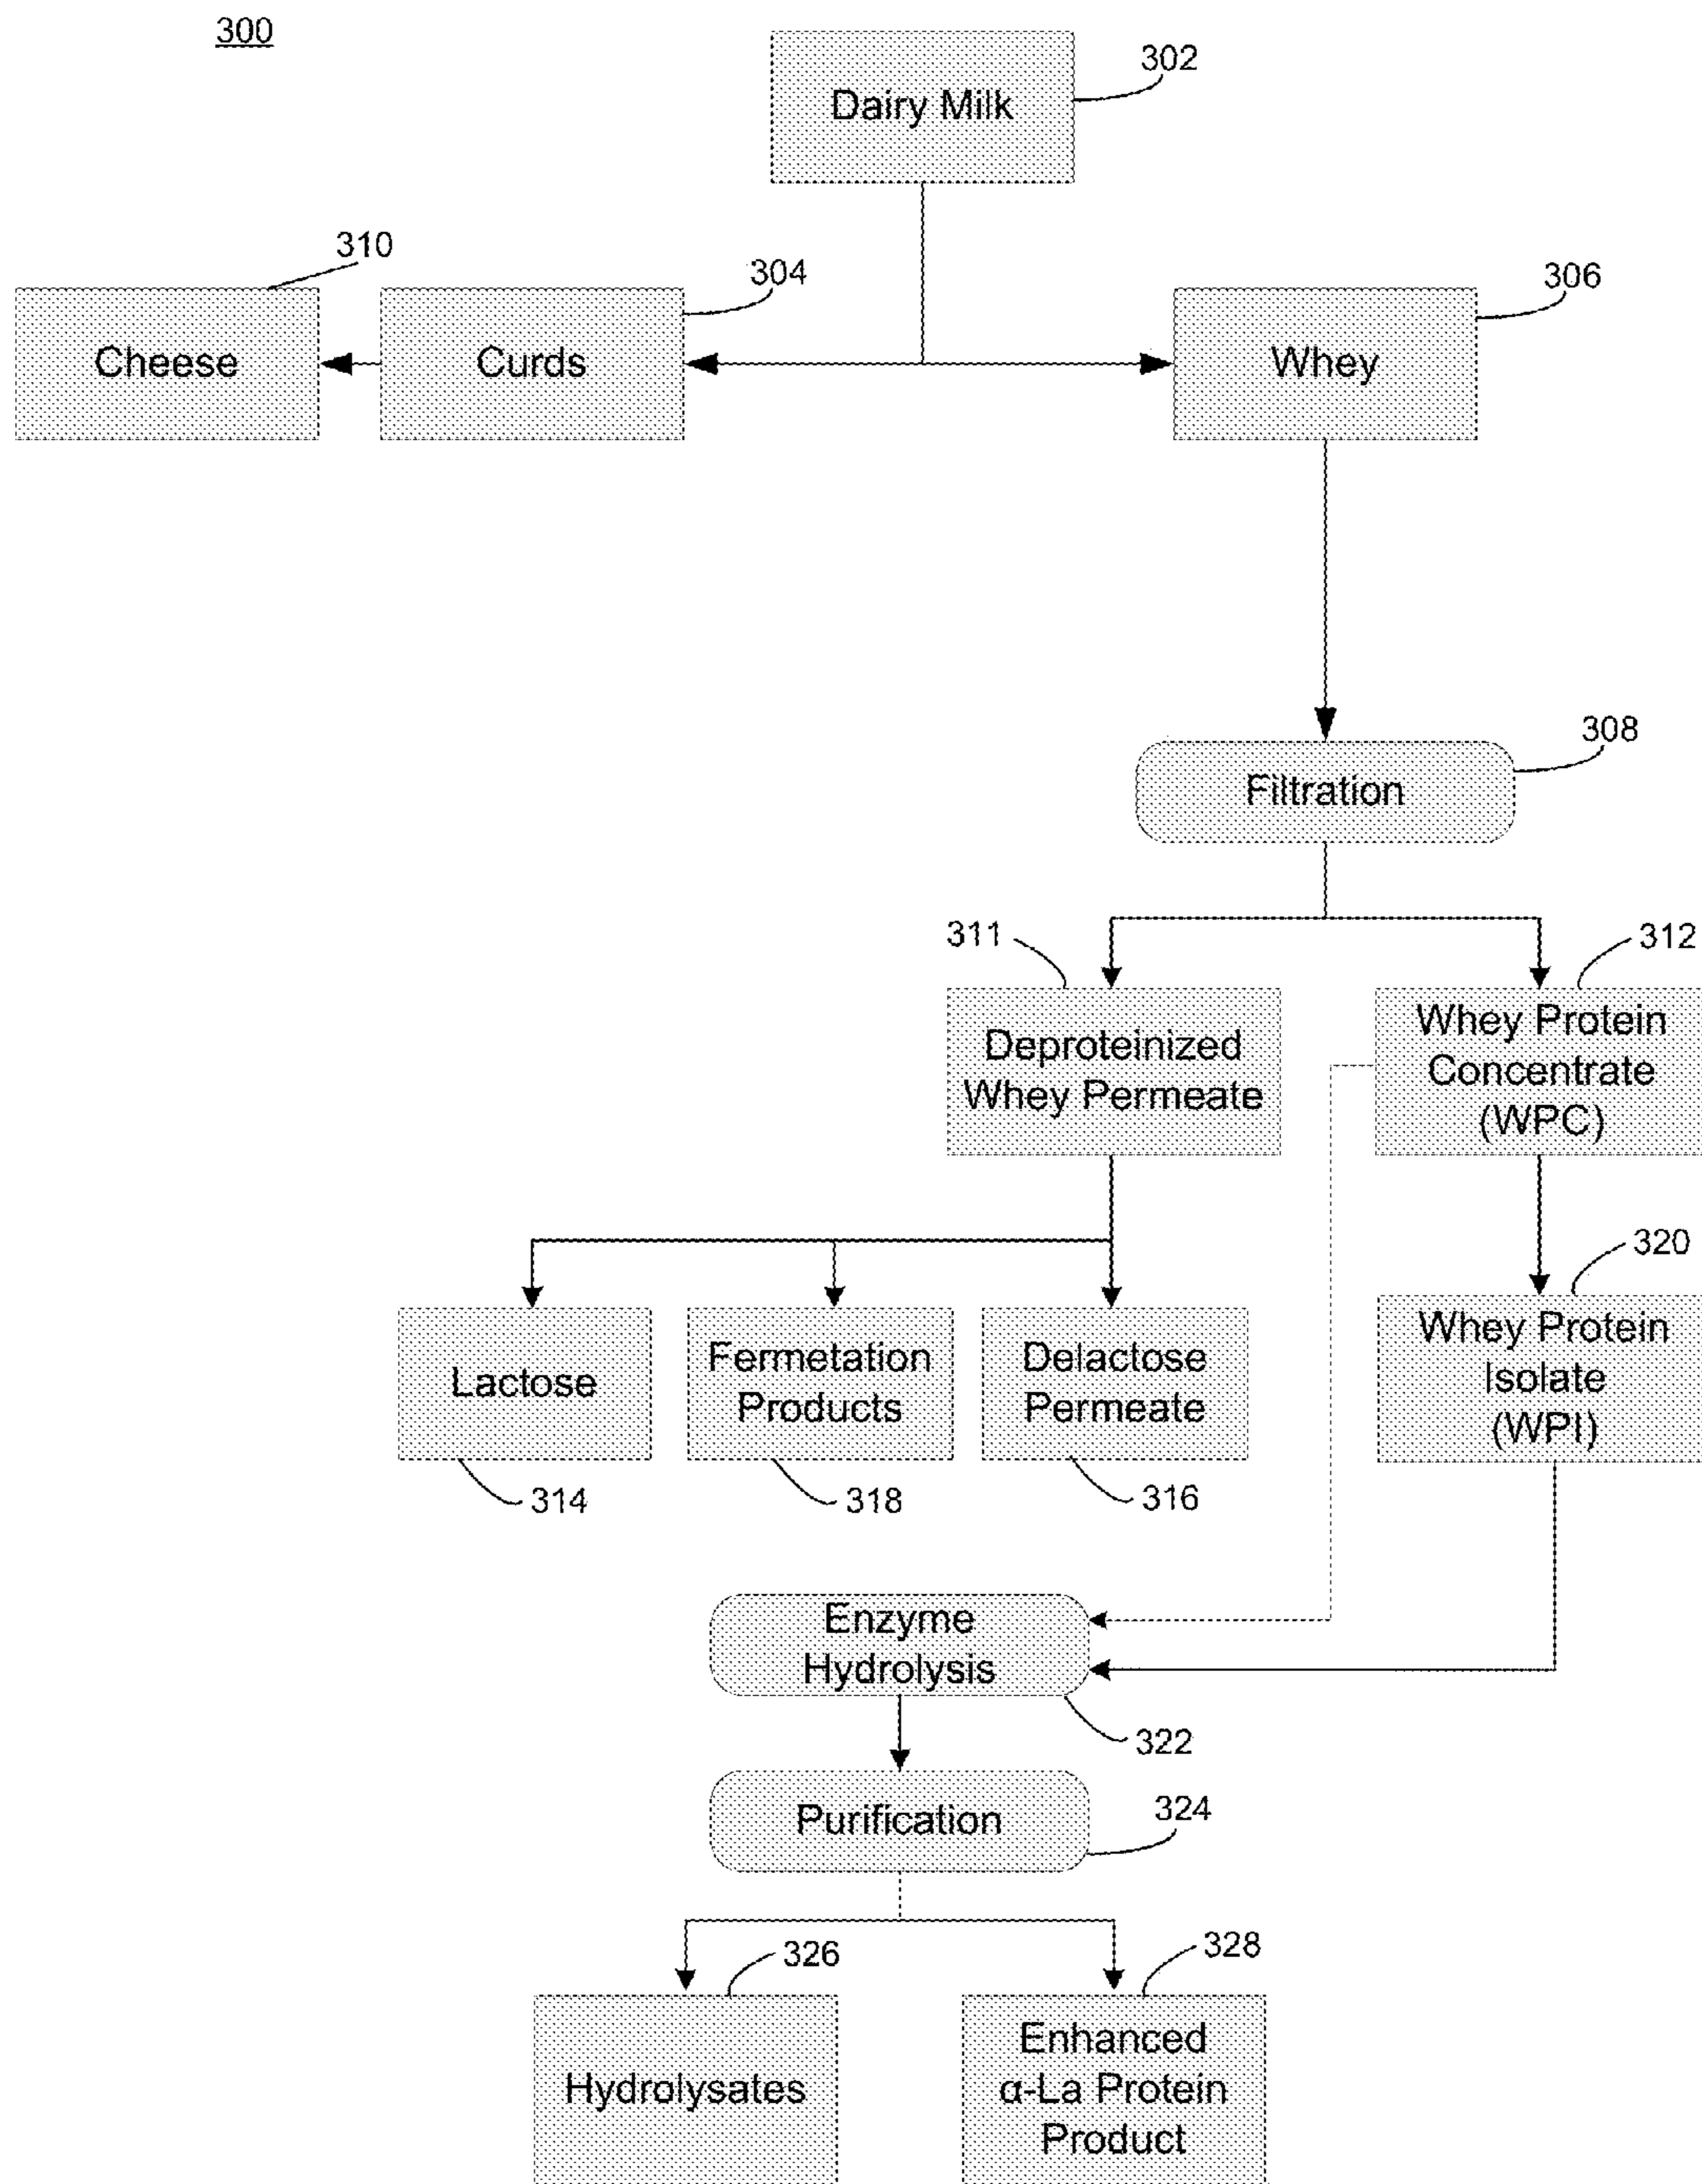 300
302
Dairy Milk
310
304
306
Cheese
Curds
Whey
308
Filtration
311
312
Deproteinized
Whey Permeate
Whey Protein
Concentrate
(WPC)
320
Lactose
Fermetation
Products
Delactose
Permeate
Whey Protein
Isolate
(WPI)
314
318
316
Enzyme
Hydrolysis
322
Purification
324
326
328
Hydrolysates
Enhanced
α-La Protein
Product